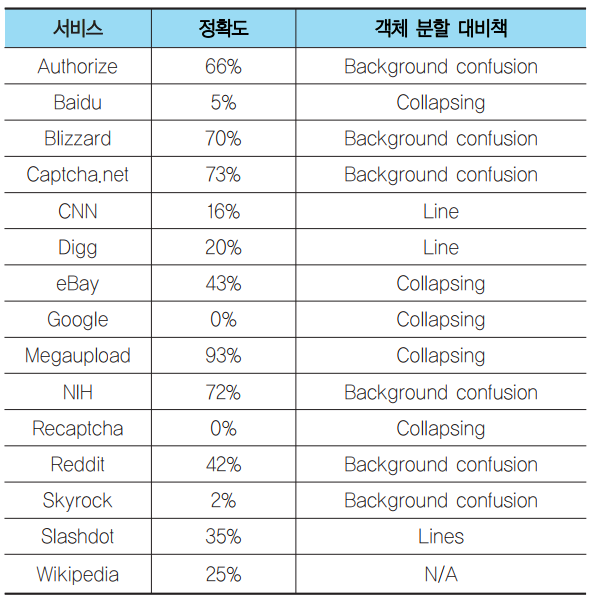 서비스 정확도 객체 분할 대비책
Authorize 66% Background confusion
Baidu 5% Collapsing
Blizzard 70% Background confusion
Captcha.net 73% Background confusion
CNN 16% Line
Digg 20% Line
eBay 43% Collapsing
Google 0% Collapsing
Megaupload 93% Collapsing
NIH 72% Background confusion
Recaptcha 0% Collapsing
Reddit 42% Background confusion
Skyrock 2% Background confusion
Slashdot 35% Lines
Wikipedia 25% N/A